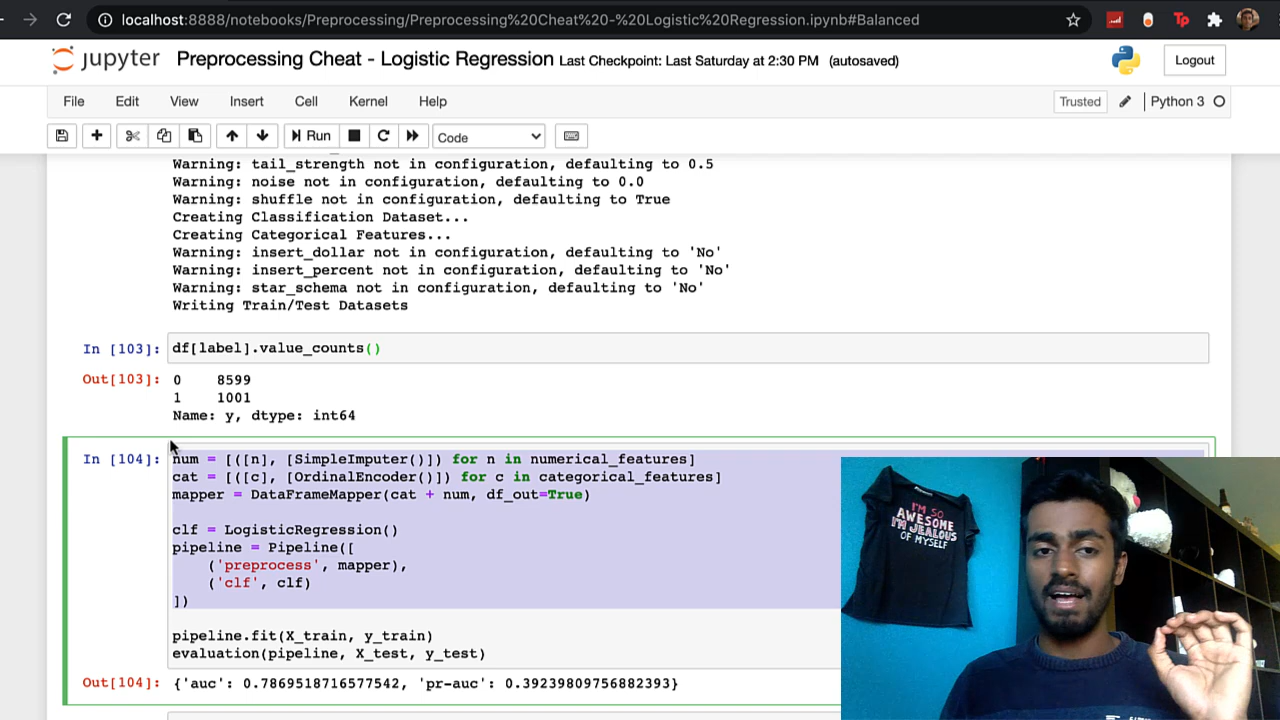 localhost:8888/notebooks/Preprocessing/Preprocessing%20Cheat%20-%20Logistic%20Regression.ipynb#Balanced
Tp
jupyter Preprocessing Cheat - Logistic Regression Last Checkpoint: Last Saturday at 2:30 PM (autosaved)
Logout
File Edit View Insert Cell Kernel Help
Trusted
Python 3
Run
Code
Warning: tail_strength not in configuration, defaulting to 0.5
Warning: noise not in configuration, defaulting to 0.0
Warning: shuffle not in configuration, defaulting to True
Creating Classification Dataset...
Creating Categorical Features...
Warning: insert_dollar not in configuration, defaulting to 'No'
Warning: insert_percent not in configuration, defaulting to 'No'
Warning: star_schema not in configuration, defaulting to 'No'
Writing Train/Test Datasets
In [103]: df[label].value_counts()
Out[103]: 0 8599
1 1001
Name: y, dtype: int64
In [104]: num = [([n], [SimpleImputer()]) for n in numerical_features]
cat = [([c], [OrdinalEncoder()]) for c in categorical_features]
mapper = DataFrameMapper(cat + num, df_out=True)
clf = LogisticRegression()
pipeline = Pipeline([
('preprocess', mapper),
('clf', clf)
])
pipeline.fit(X_train, y_train)
evaluation(pipeline, X_test, y_test)
Out[104]: {'auc': 0.7869518716577542, 'pr-auc': 0.39239809756882393}
I'M SO
AWESOME
I'M JEALOUS
OF MYSELF